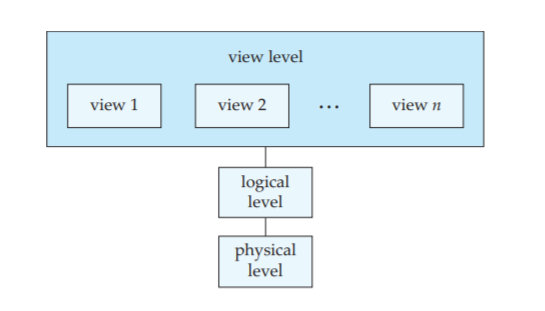 view level
view 1
view 2
...
view n
logical
level
physical
level